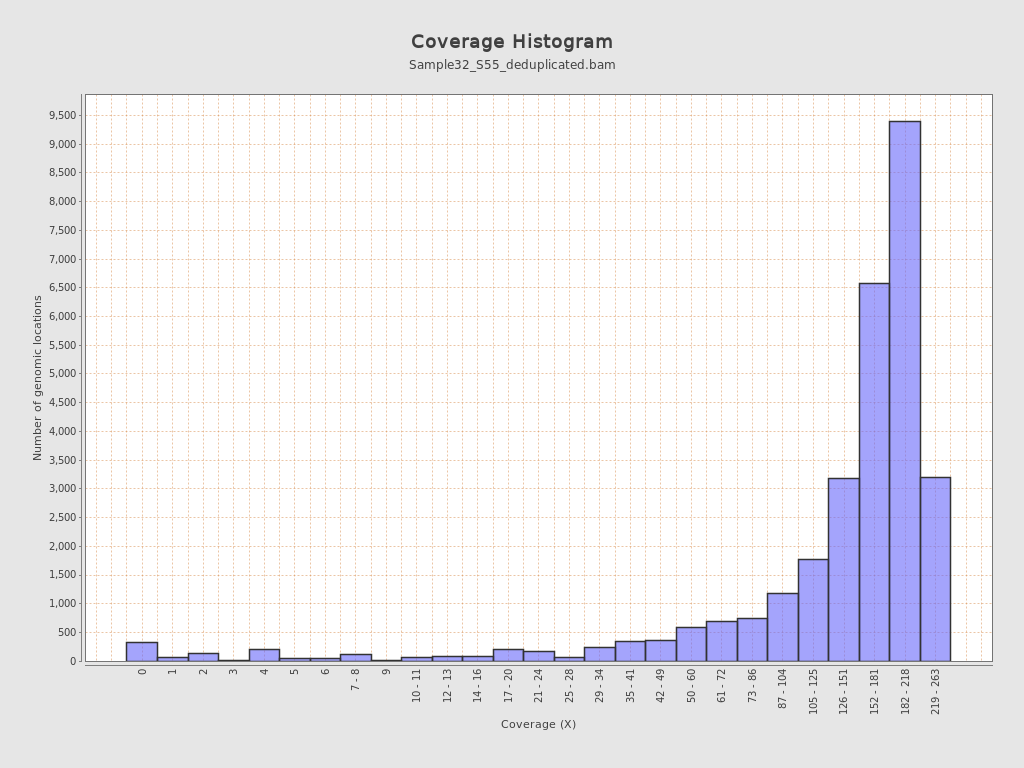 Coverage Histogram
Sample32_S55_deduplicated.bam
Number of genomic locations
9,500
9,000
8,500
8,000
7,500
7,000
6,500
6,000
5,500
5,000
4,500
4,000
3,500
3,000
2,500
2,000
1,500
1,000
500
0
0
1
2
3
4
5
6
7 - 8
9
10 - 11
12 - 13
14 - 16
17 - 20
21 - 24
25 - 28
29 - 34
35 - 41
42 - 49
50 - 60
61 - 72
73 - 86
87 - 104
105 - 125
126 - 151
152 - 181
182 - 218
219 - 263
Coverage (X)